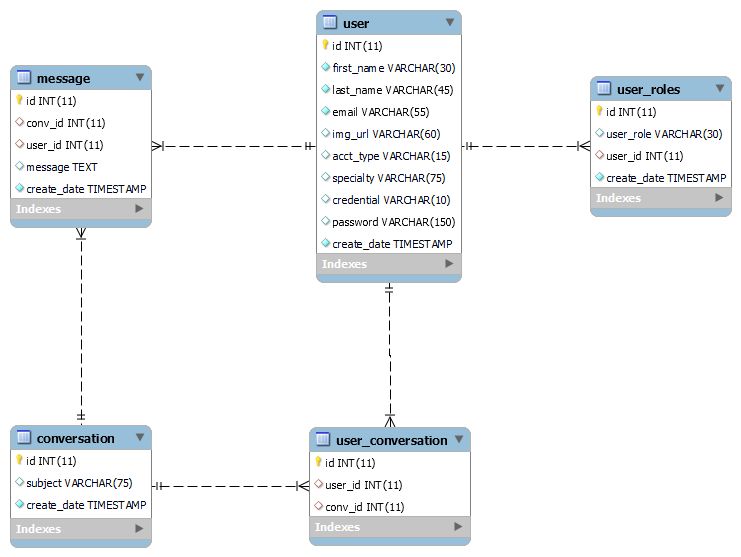 user
id INT(11)
first_name VARCHAR(30)
last_name VARCHAR(45)
email VARCHAR(55)
img_url VARCHAR(60)
acct_type VARCHAR(15)
specialty VARCHAR(75)
credential VARCHAR(10)
password VARCHAR(150)
create_date TIMESTAMP
Indexes
message
id INT(11)
conv_id INT(11)
user_id INT(11)
message TEXT
create_date TIMESTAMP
Indexes
user_roles
id INT(11)
user_role VARCHAR(30)
user_id INT(11)
create_date TIMESTAMP
Indexes
conversation
id INT(11)
subject VARCHAR(75)
create_date TIMESTAMP
Indexes
user_conversation
id INT(11)
user_id INT(11)
conv_id INT(11)
Indexes